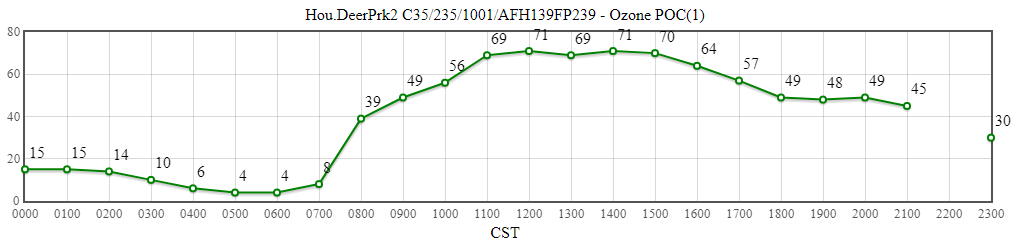 Hou.DeerPrk2 C35/235/1001/AFH139FP239 - Ozone POC(1)
80
60
40
20
0
15 15 14 10 6 4 4 8 39 49 56 69 71 69 71 70 64 57 49 48 49 45 30
0000 0100 0200 0300 0400 0500 0600 0700 0800 0900 1000 1100 1200 1300 1400 1500 1600 1700 1800 1900 2000 2100 2200 2300
CST